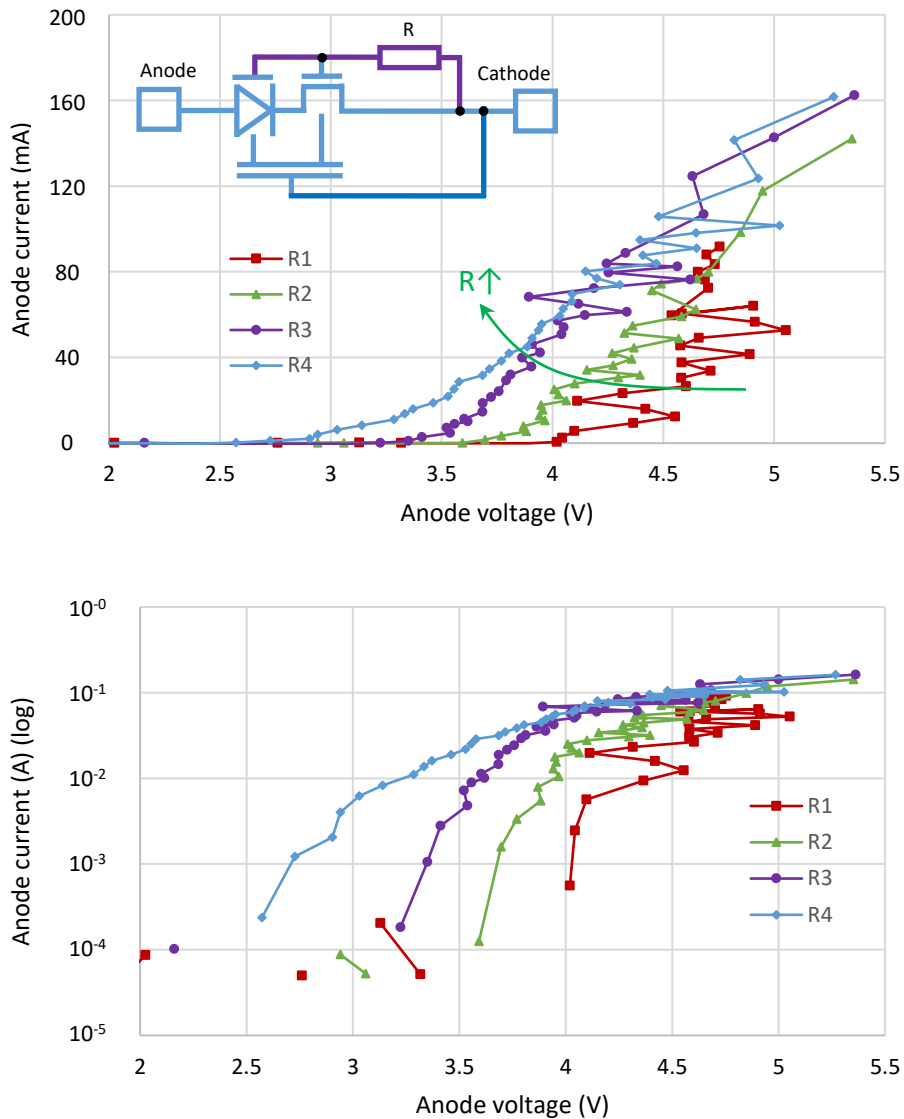 200
160
120
80
40
0
Anode current (mA)
R
Anode
Cathode
R1
R2
R3
R4
R↑
2 2.5 3 3.5 4 4.5 5 5.5
Anode voltage (V)
10⁻⁰
10⁻¹
10⁻²
10⁻³
10⁻⁴
10⁻⁵
Anode current (A) (log)
R1
R2
R3
R4
2 2.5 3 3.5 4 4.5 5 5.5
Anode voltage (V)